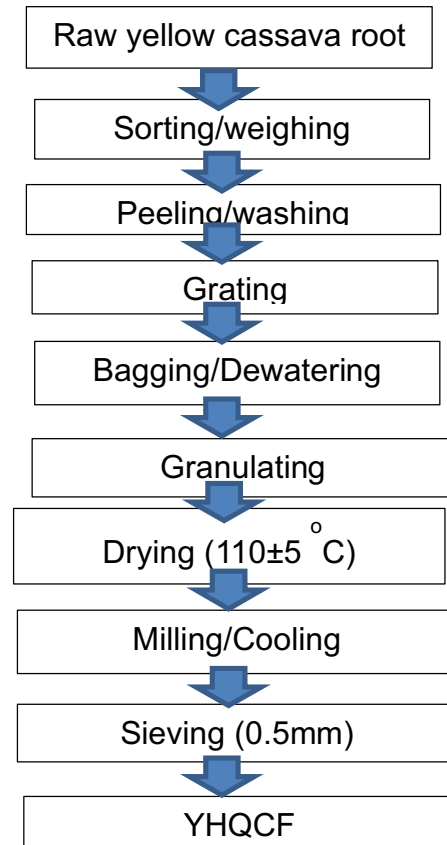 Raw yellow cassava root
Sorting/weighing
Peeling/washing
Grating
Bagging/Dewatering
Granulating
Drying (110±5 °C)
Milling/Cooling
Sieving (0.5mm)
YHQCF